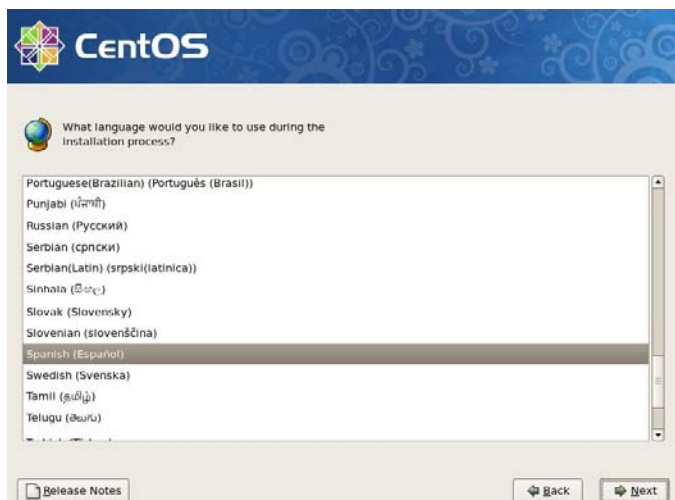 CentOS
What language would you like to use during the
installation process?
Portuguese(Brazilian) (Português (Brasil))
Punjabi (ਪੰਜਾਬੀ)
Russian (Русский)
Serbian (српски)
Serbian(Latin) (srpski(latinica))
Sinhala (සිංහල)
Slovak (Slovensky)
Slovenian (slovenščina)
Spanish (Español)
Swedish (Svenska)
Tamil (தமிழ்)
Telugu (తెలుగు)
Release Notes
Back
Next